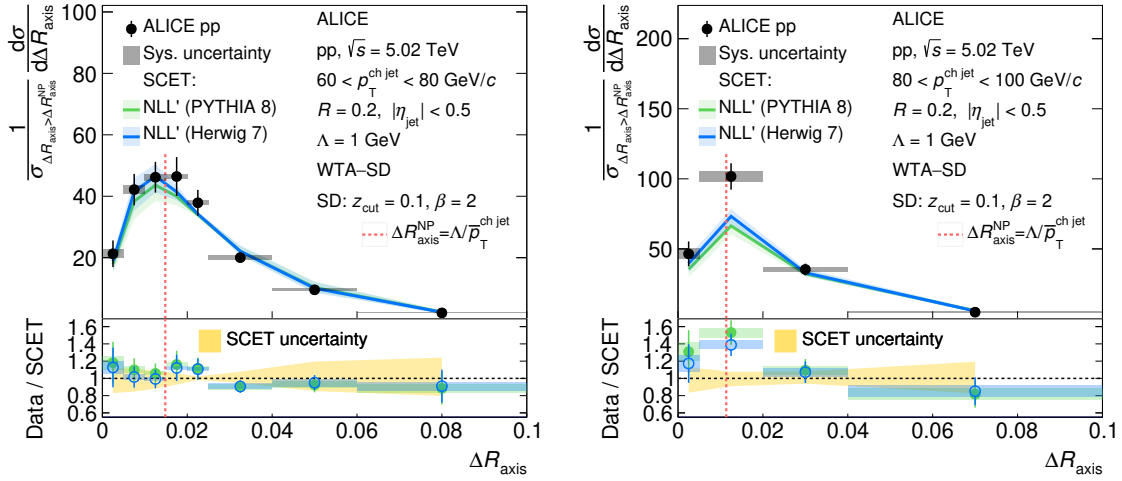 1/σ_{ΔR_axis>ΔR_axis^NP} dσ/dΔR_axis
100
80
60
40
20
ALICE pp
Sys. uncertainty
SCET:
NLL' (PYTHIA 8)
NLL' (Herwig 7)
ALICE
pp, √s = 5.02 TeV
60 < p_T^{ch jet} < 80 GeV/c
R = 0.2, |η_jet| < 0.5
Λ = 1 GeV
WTA–SD
SD: z_cut = 0.1, β = 2
ΔR_axis^NP=Λ/p̄_T^{ch jet}
Data / SCET
1.6
1.4
1.2
1
0.8
0.6
SCET uncertainty
0 0.02 0.04 0.06 0.08 0.1
ΔR_axis
1/σ_{ΔR_axis>ΔR_axis^NP} dσ/dΔR_axis
200
150
100
50
ALICE pp
Sys. uncertainty
SCET:
NLL' (PYTHIA 8)
NLL' (Herwig 7)
ALICE
pp, √s = 5.02 TeV
80 < p_T^{ch jet} < 100 GeV/c
R = 0.2, |η_jet| < 0.5
Λ = 1 GeV
WTA–SD
SD: z_cut = 0.1, β = 2
ΔR_axis^NP=Λ/p̄_T^{ch jet}
Data / SCET
1.6
1.4
1.2
1
0.8
0.6
SCET uncertainty
0 0.02 0.04 0.06 0.08 0.1
ΔR_axis